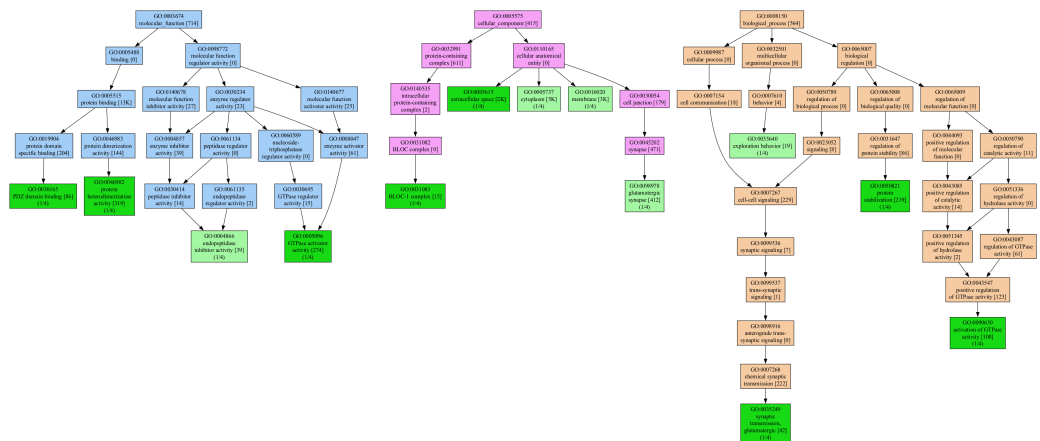 GO:0003674
molecular_function [714]
GO:0005488
binding [0]
GO:0098772
molecular function
regulator activity [0]
GO:0005515
protein binding [13K]
GO:0140678
molecular function
inhibitor activity [27]
GO:0030234
enzyme regulator
activity [23]
GO:0140677
molecular function
activator activity [25]
GO:0019904
protein domain
specific binding [204]
GO:0046983
protein dimerization
activity [144]
GO:0004857
enzyme inhibitor
activity [39]
GO:0061134
peptidase regulator
activity [0]
GO:0060589
nucleoside-
triphosphatase
regulator activity [0]
GO:0008047
enzyme activator
activity [61]
GO:0030165
PDZ domain binding [86]
(1/4)
GO:0046982
protein
heterodimerization
activity [319]
(1/4)
GO:0030414
peptidase inhibitor
activity [14]
GO:0061135
endopeptidase
regulator activity [2]
GO:0030695
GTPase regulator
activity [15]
GO:0004866
endopeptidase
inhibitor activity [39]
(1/4)
GO:0005096
GTPase activator
activity [274]
(1/4)
GO:0005575
cellular_component [415]
GO:0032991
protein-containing
complex [611]
GO:0110165
cellular anatomical
entity [0]
GO:0140535
intracellular
protein-containing
complex [2]
GO:0005615
extracellular space [2K]
(1/4)
GO:0005737
cytoplasm [5K]
(1/4)
GO:0016020
membrane [3K]
(1/4)
GO:0030054
cell junction [179]
GO:0031082
BLOC complex [0]
GO:0045202
synapse [471]
GO:0031083
BLOC-1 complex [15]
GO:0098978
glutamatergic
synapse [412]
(1/4)
GO:0008150
biological_process [564]
GO:0009987
cellular process [0]
GO:0032501
multicellular
organismal process [0]
GO:0065007
biological
regulation [0]
GO:0007154
cell communication [18]
GO:0007610
behavior [4]
GO:0050789
regulation of
biological process [0]
GO:0065008
regulation of
biological quality [0]
GO:0065009
regulation of
molecular function [0]
GO:0035640
exploration behavior [19]
(1/4)
GO:0023052
signaling [8]
GO:0031647
regulation of
protein stability [86]
GO:0044093
positive regulation
of molecular
function [0]
GO:0050790
regulation of
catalytic activity [11]
GO:0007267
cell-cell signaling [229]
GO:0050821
protein
stabilization [219]
(1/4)
GO:0043085
positive regulation
of catalytic
activity [14]
GO:0051336
regulation of
hydrolase activity [0]
GO:0099536
synaptic signaling [7]
GO:0051345
positive regulation
of hydrolase
activity [2]
GO:0043087
regulation of GTPase
activity [61]
GO:0099537
trans-synaptic
signaling [1]
GO:0043547
positive regulation
of GTPase activity [123]
GO:0098916
anterograde trans-
synaptic signaling [0]
GO:0090630
activation of GTPase
activity [108]
(1/4)
GO:0007268
chemical synaptic
transmission [222]
GO:0035249
synaptic
transmission,
glutamatergic [42]
(1/4)